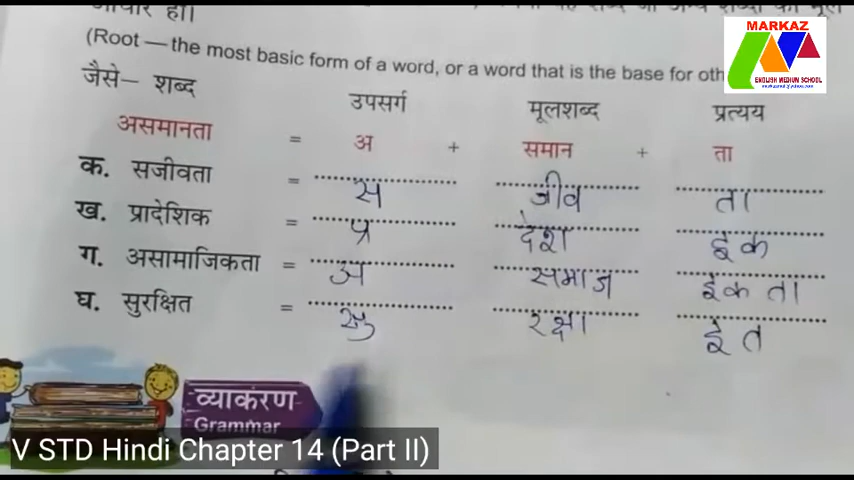 आधार हो।
MARKAZ
ENGLISH MEDIUM SCHOOL
(Root — the most basic form of a word, or a word that is the base for oth
जैसे— शब्द उपसर्ग मूलशब्द प्रत्यय
असमानता = अ + समान + ता
क. सजीवता = स जीव ता
ख. प्रादेशिक = प्र देश इक
ग. असामाजिकता = अ समाज इक ता
घ. सुरक्षित = सु रक्षा इत
व्याकरण
Grammar
V STD Hindi Chapter 14 (Part II)